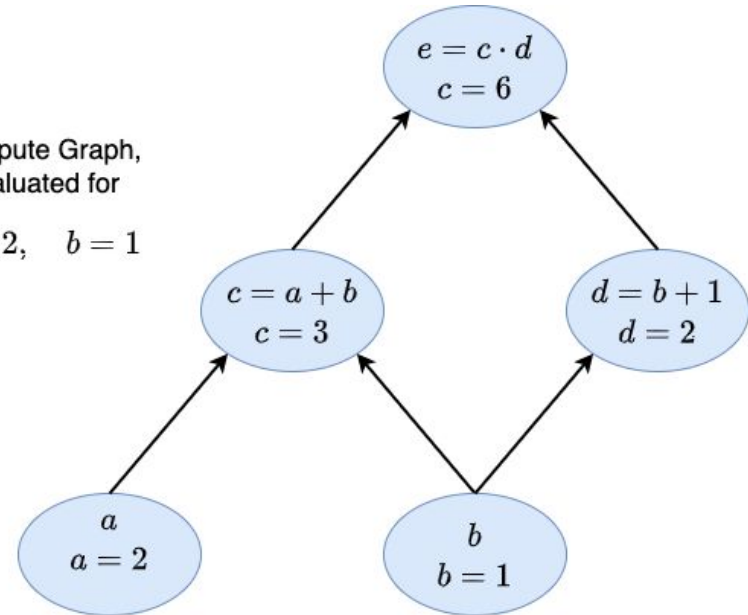 e = c · d
c = 6
pute Graph,
aluated for
2, b = 1
c = a + b
c = 3
d = b + 1
d = 2
a
a = 2
b
b = 1